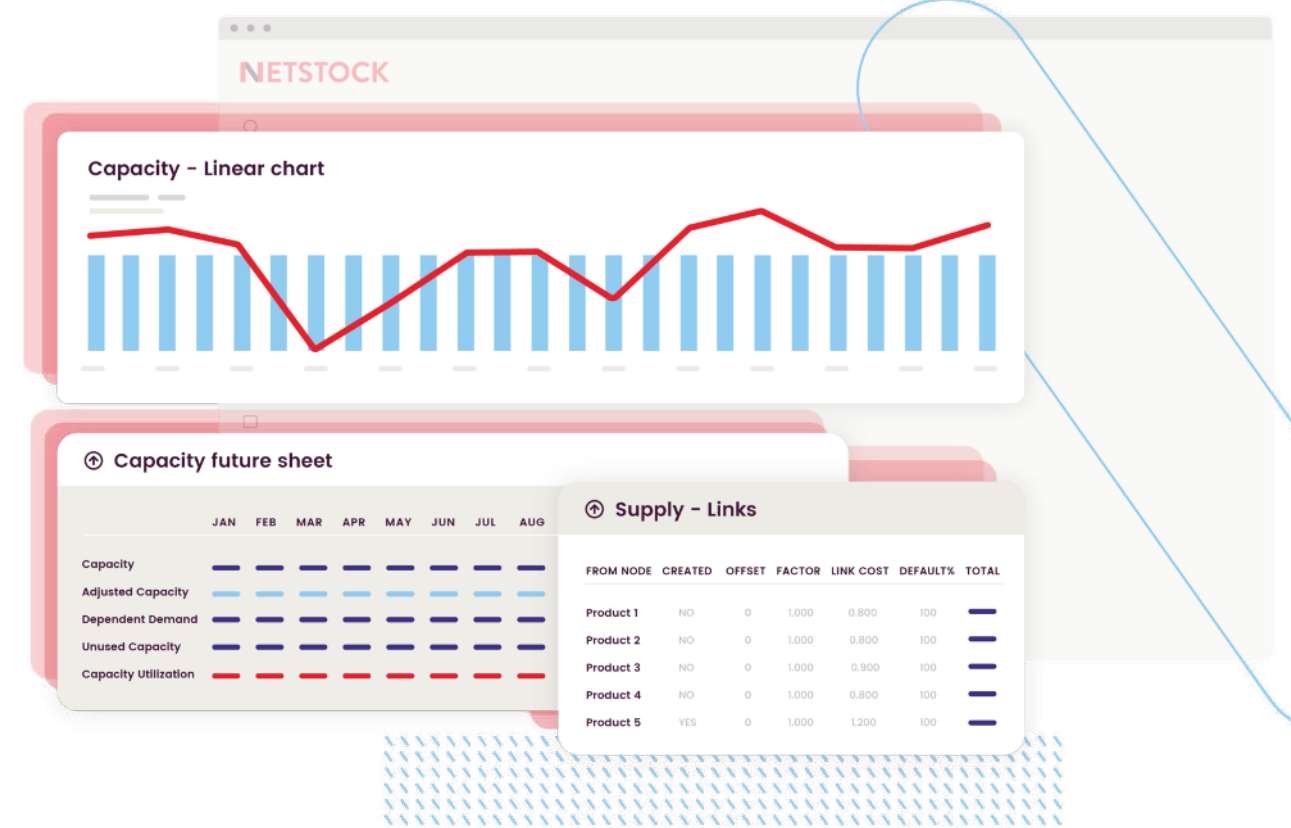 NETSTOCK
Capacity - Linear chart
Capacity future sheet
JAN FEB MAR APR MAY JUN JUL AUG
Capacity
Adjusted Capacity
Dependent Demand
Unused Capacity
Capacity Utilization
Supply - Links
FROM NODE CREATED OFFSET FACTOR LINK COST DEFAULT% TOTAL
Product 1 NO 0 1.000 0.800 100
Product 2 NO 0 1.000 0.800 100
Product 3 NO 0 1.000 0.900 100
Product 4 NO 0 1.000 0.800 100
Product 5 YES 0 1.000 1.200 100